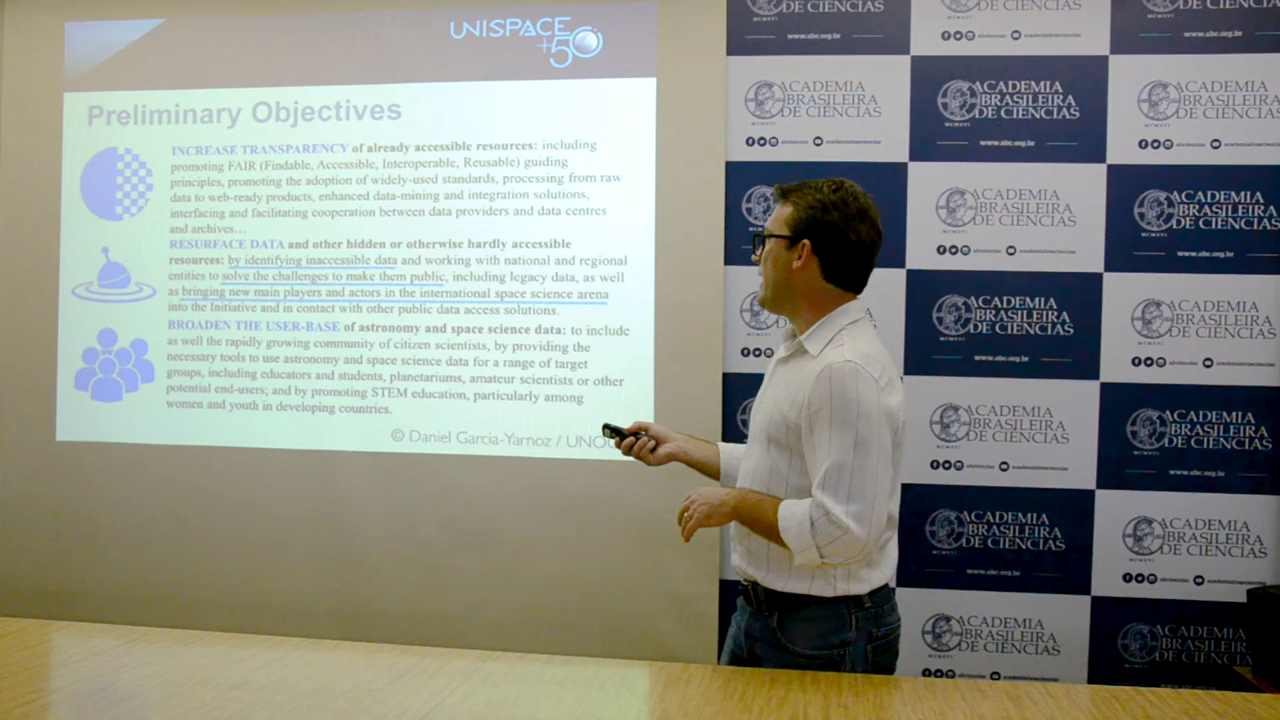 UNISPACE
+50
Preliminary Objectives
INCREASE TRANSPARENCY of already accessible resources: including
promoting FAIR (Findable, Accessible, Interoperable, Reusable) guiding
principles, promoting the adoption of widely-used standards, processing from raw
data to web-ready products, enhanced data-mining and integration solutions,
interfacing and facilitating cooperation between data providers and data centres
and archives…
RESURFACE DATA and other hidden or otherwise hardly accessible
resources: by identifying inaccessible data and working with national and regional
entities to solve the challenges to make them public, including legacy data, as well
as bringing new main players and actors in the international space science arena
into the Initiative and in contact with other public data access solutions.
BROADEN THE USER-BASE of astronomy and space science data: to include
as well the rapidly growing community of citizen scientists, by providing the
necessary tools to use astronomy and space science data for a range of target
groups, including educators and students, planetariums, amateur scientists or other
potential end-users; and by promoting STEM education, particularly among
women and youth in developing countries.
© Daniel García-Yarnoz / UNOO
ACADEMIA
BRASILEIRA
DE CIENCIAS
MCMXVI
www.abc.org.br
abciencias
academiabrasciencias